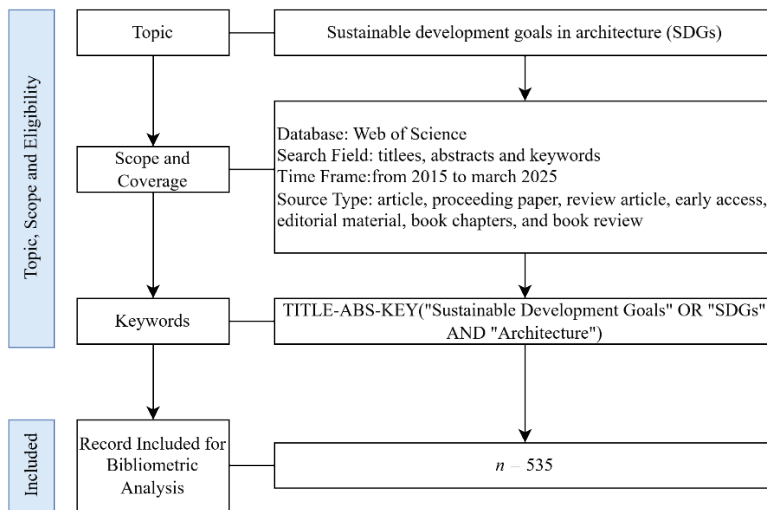 Topic, Scope and Eligibility
Topic
Sustainable development goals in architecture (SDGs)
Scope and
Coverage
Database: Web of Science
Search Field: titlees, abstracts and keywords
Time Frame:from 2015 to march 2025
Source Type: article, proceeding paper, review article, early access,
editorial material, book chapters, and book review
Keywords
TITLE-ABS-KEY("Sustainable Development Goals" OR "SDGs"
AND "Architecture")
Included
Record Included for
Bibliometric
Analysis
n – 535